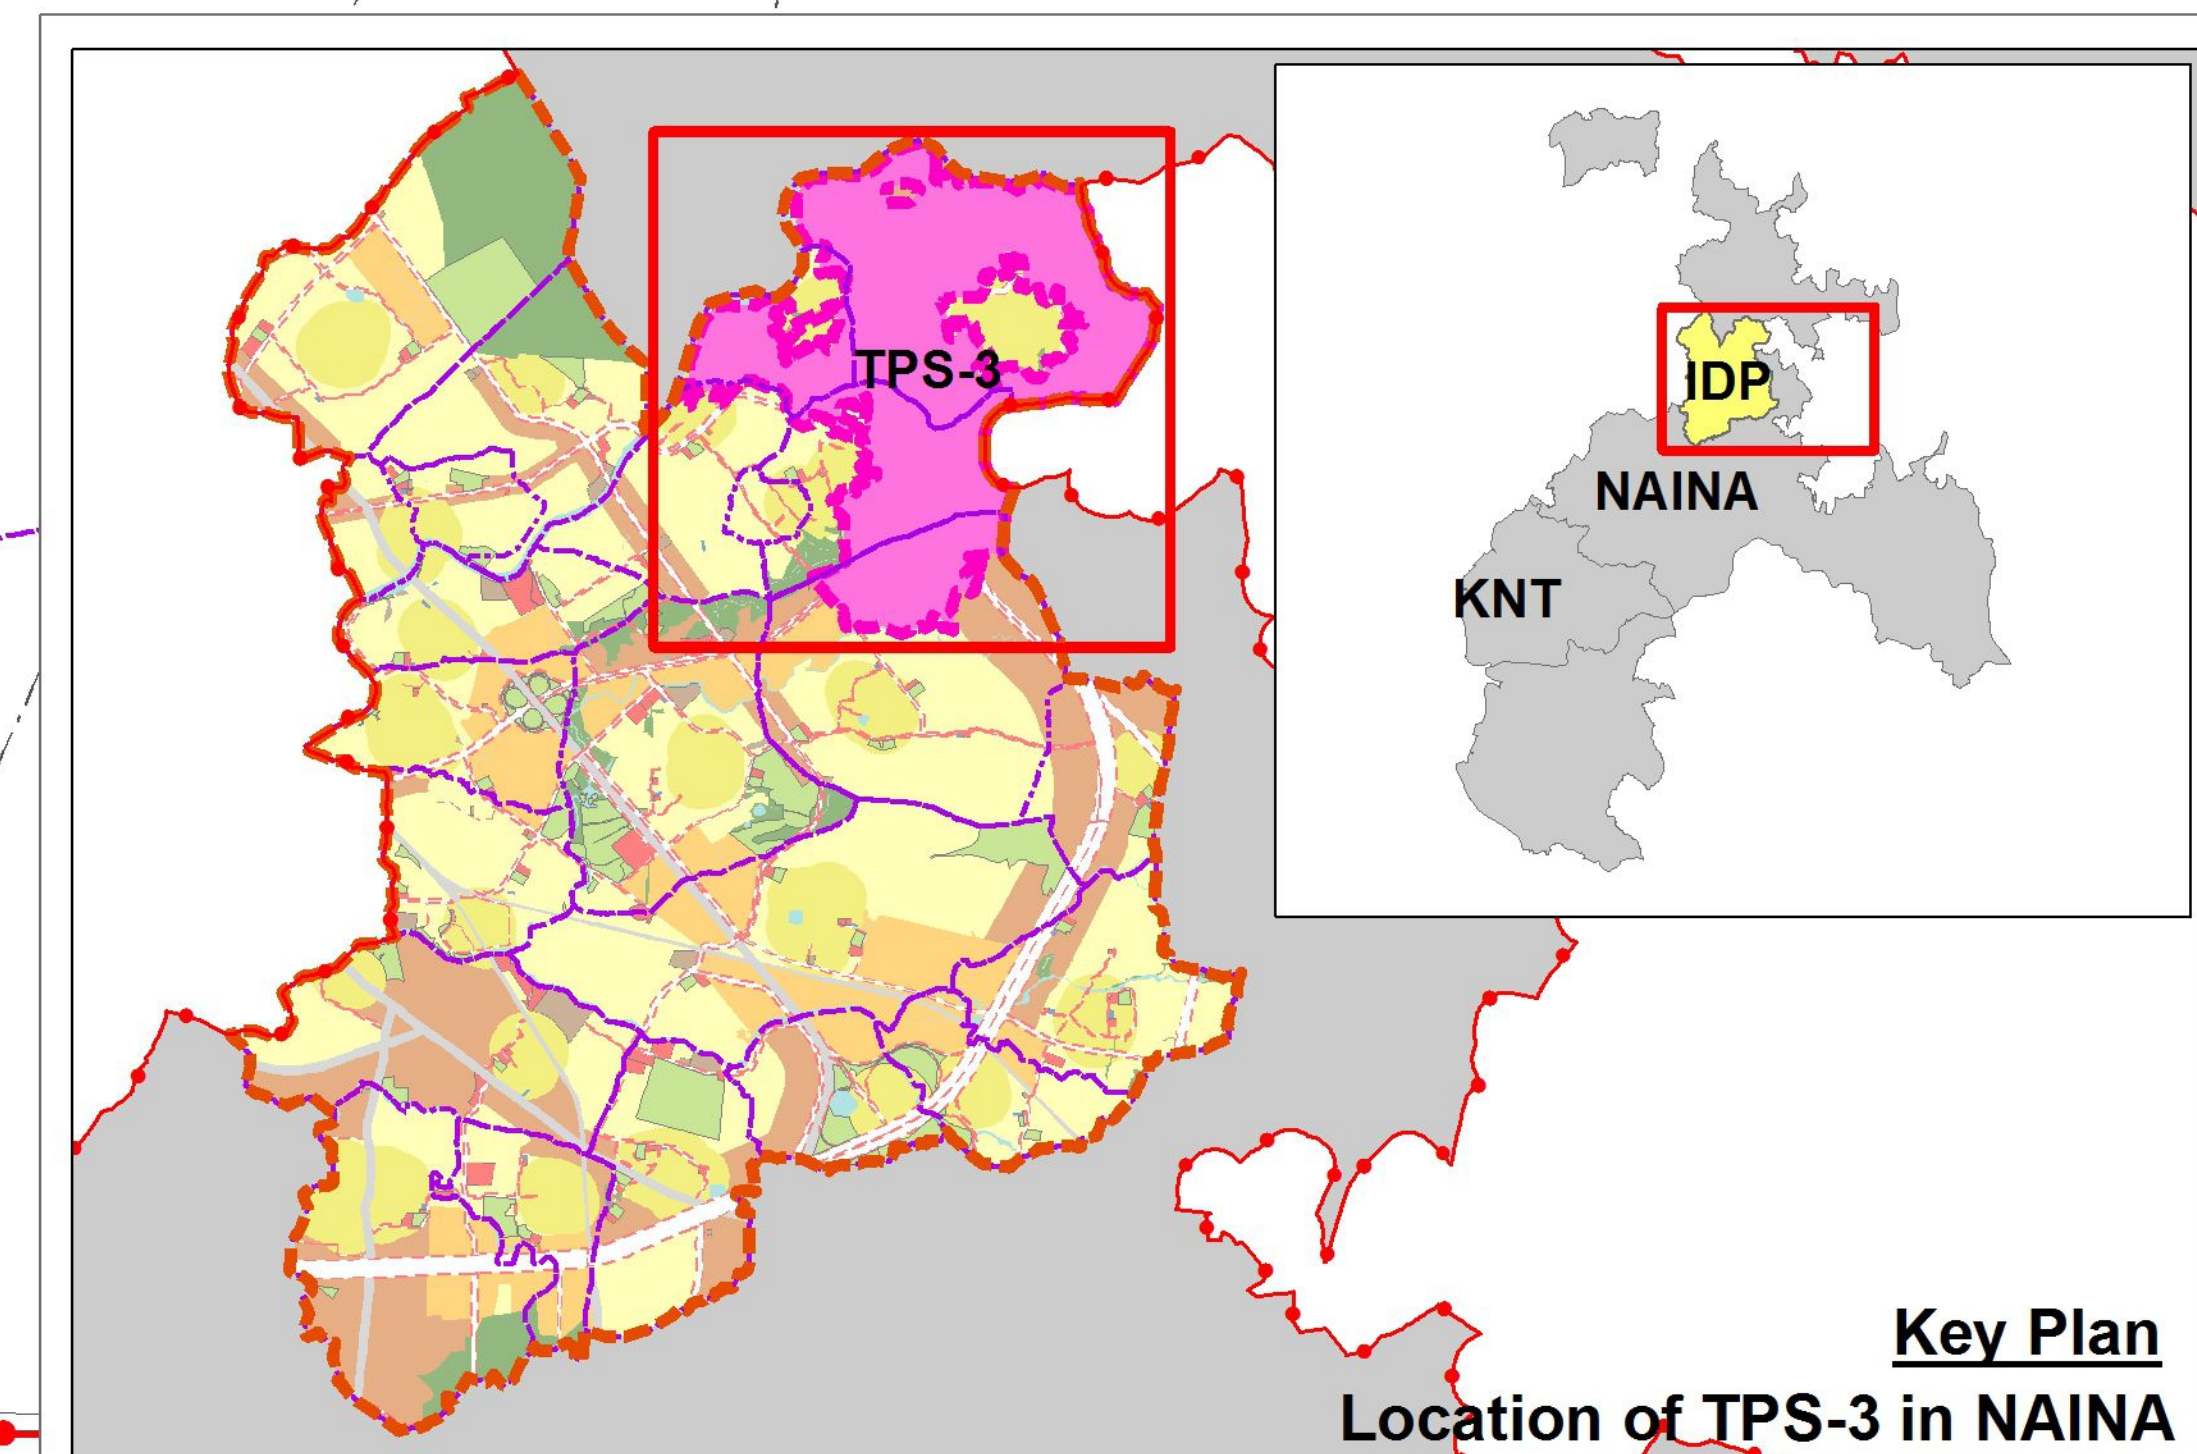 TPS-3
IDP
NAINA
KNT
Key Plan
Location of TPS-3 in NAINA